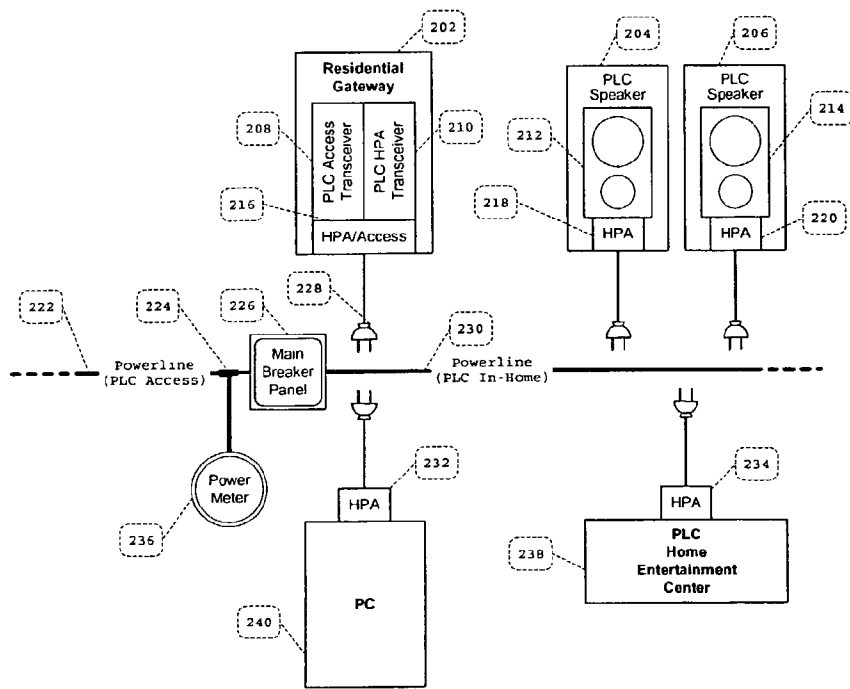 202
204
206
Residential
Gateway
PLC
Speaker
PLC
Speaker
208
PLC Access
Transceiver
PLC HPA
Transceiver
210
212
214
216
HPA/Access
218
HPA
HPA
220
222
224
226
228
230
Powerline
(PLC Access)
Main
Breaker
Panel
Powerline
(PLC In-Home)
Power
Meter
236
232
HPA
234
HPA
PC
240
238
PLC
Home
Entertainment
Center